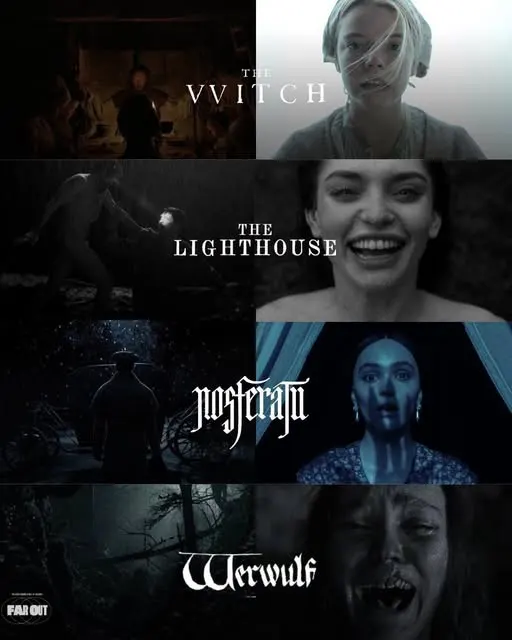 THE
VVITCH
THE
LIGHTHOUSE
nosferatu
Werwulf
FAR OUT